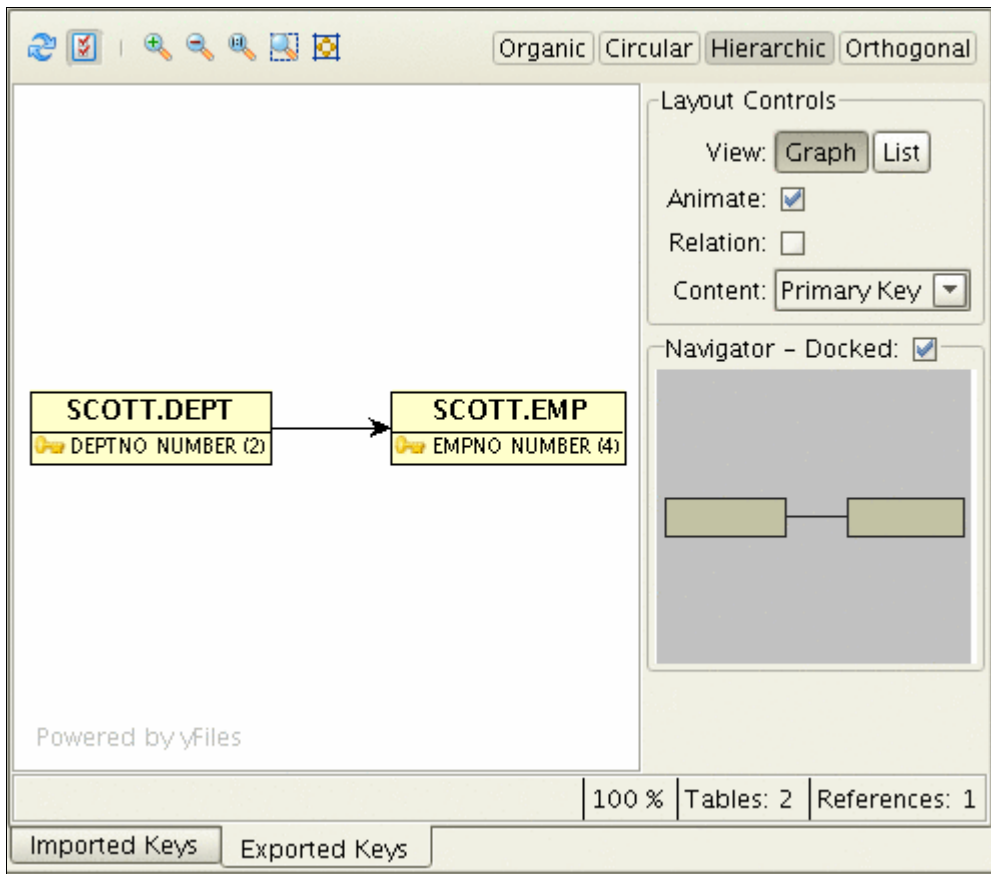 Organic Circular Hierarchic Orthogonal
Layout Controls
View: Graph List
Animate:
Relation:
Content: Primary Key
Navigator – Docked:
SCOTT.DEPT
DEPTNO NUMBER (2)
SCOTT.EMP
EMPNO NUMBER (4)
Powered by yFiles
100 % Tables: 2 References: 1
Imported Keys Exported Keys